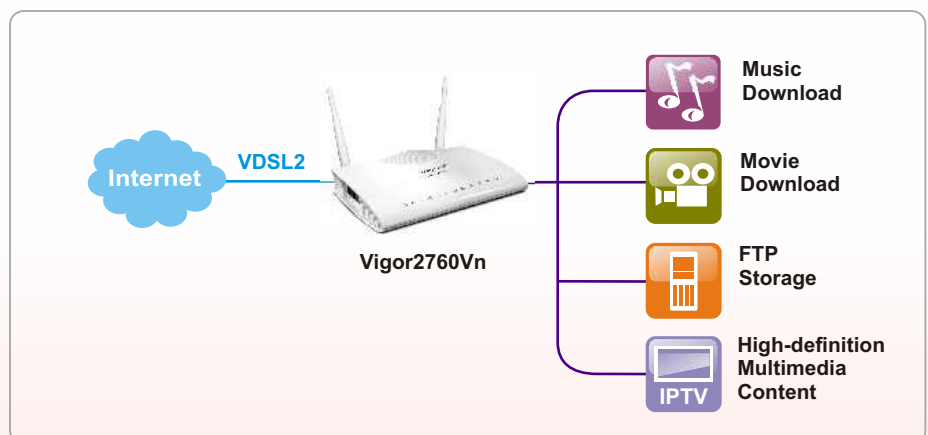 Internet
VDSL2
Vigor2760Vn
Music
Download
Movie
Download
FTP
Storage
IPTV
High-definition
Multimedia
Content